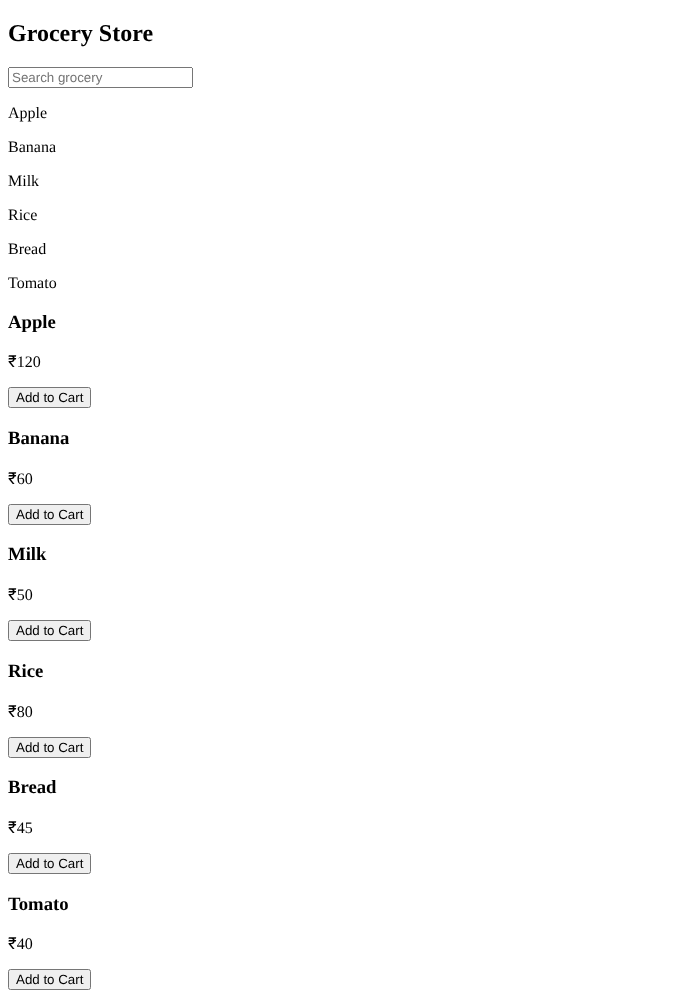 Grocery Store
Search grocery
Apple
Banana
Milk
Rice
Bread
Tomato
Apple
₹120
Add to Cart
Banana
₹60
Add to Cart
Milk
₹50
Add to Cart
Rice
₹80
Add to Cart
Bread
₹45
Add to Cart
Tomato
₹40
Add to Cart